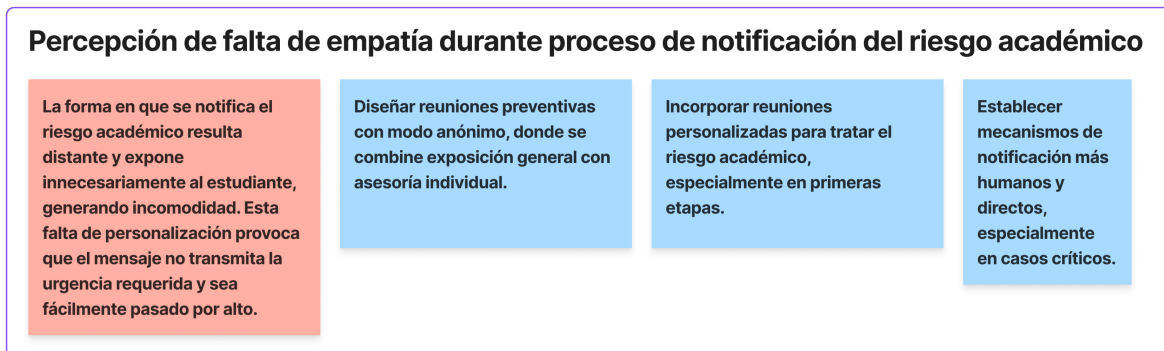 Percepción de falta de empatía durante proceso de notificación del riesgo académico
La forma en que se notifica el
riesgo académico resulta
distante y expone
innecesariamente al estudiante,
generando incomodidad. Esta
falta de personalización provoca
que el mensaje no transmita la
urgencia requerida y sea
fácilmente pasado por alto.
Diseñar reuniones preventivas
con modo anónimo, donde se
combine exposición general con
asesoría individual.
Incorporar reuniones
personalizadas para tratar el
riesgo académico,
especialmente en primeras
etapas.
Establecer
mecanismos de
notificación más
humanos y
directos,
especialmente
en casos críticos.